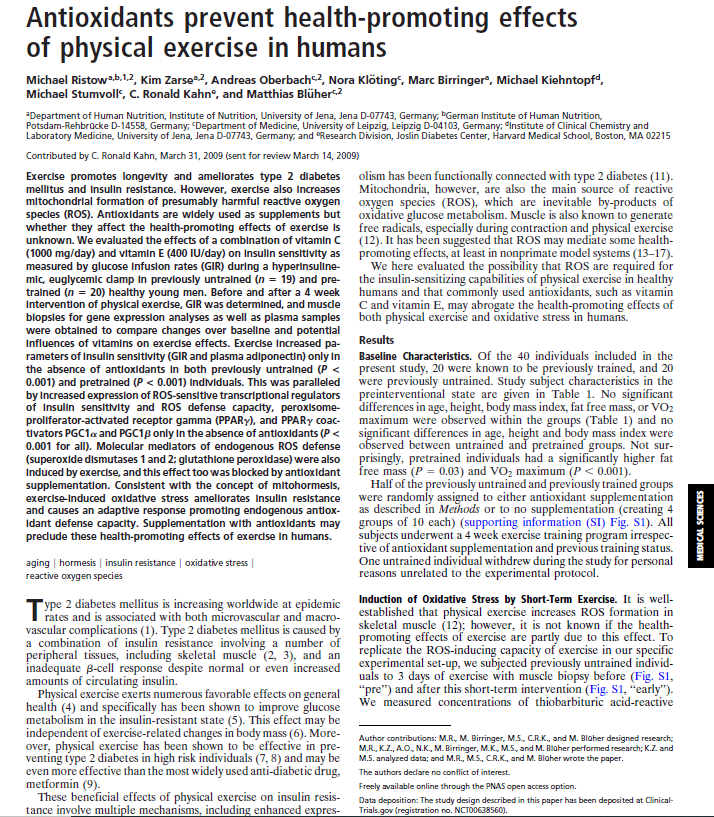 Antioxidants prevent health-promoting effects
of physical exercise in humans
Michael Ristowa,b,1,2, Kim Zarsea,2, Andreas Oberbachc,2, Nora Klötingc, Marc Birringera, Michael Kiehntopfd,
Michael Stumvollc, C. Ronald Kahne, and Matthias Blüherc,2
aDepartment of Human Nutrition, Institute of Nutrition, University of Jena, Jena D-07743, Germany; bGerman Institute of Human Nutrition,
Potsdam-Rehbrücke D-14558, Germany; cDepartment of Medicine, University of Leipzig, Leipzig D-04103, Germany; dInstitute of Clinical Chemistry and
Laboratory Medicine, University of Jena, Jena D-07743, Germany; and eResearch Division, Joslin Diabetes Center, Harvard Medical School, Boston, MA 02215
Contributed by C. Ronald Kahn, March 31, 2009 (sent for review March 14, 2009)
Exercise promotes longevity and ameliorates type 2 diabetes
mellitus and insulin resistance. However, exercise also increases
mitochondrial formation of presumably harmful reactive oxygen
species (ROS). Antioxidants are widely used as supplements but
whether they affect the health-promoting effects of exercise is
unknown. We evaluated the effects of a combination of vitamin C
(1000 mg/day) and vitamin E (400 IU/day) on insulin sensitivity as
measured by glucose infusion rates (GIR) during a hyperinsuline-
mic, euglycemic clamp in previously untrained (n = 19) and pre-
trained (n = 20) healthy young men. Before and after a 4 week
intervention of physical exercise, GIR was determined, and muscle
biopsies for gene expression analyses as well as plasma samples
were obtained to compare changes over baseline and potential
influences of vitamins on exercise effects. Exercise increased pa-
rameters of insulin sensitivity (GIR and plasma adiponectin) only in
the absence of antioxidants in both previously untrained (P <
0.001) and pretrained (P < 0.001) individuals. This was paralleled
by increased expression of ROS-sensitive transcriptional regulators
of insulin sensitivity and ROS defense capacity, peroxisome-
proliferator-activated receptor gamma (PPARγ), and PPARγ coac-
tivators PGC1α and PGC1β only in the absence of antioxidants (P <
0.001 for all). Molecular mediators of endogenous ROS defense
(superoxide dismutases 1 and 2; glutathione peroxidase) were also
induced by exercise, and this effect too was blocked by antioxidant
supplementation. Consistent with the concept of mitohormesis,
exercise-induced oxidative stress ameliorates insulin resistance
and causes an adaptive response promoting endogenous antiox-
idant defense capacity. Supplementation with antioxidants may
preclude these health-promoting effects of exercise in humans.
aging | hormesis | insulin resistance | oxidative stress |
reactive oxygen species
Type 2 diabetes mellitus is increasing worldwide at epidemic
rates and is associated with both microvascular and macro-
vascular complications (1). Type 2 diabetes mellitus is caused by
a combination of insulin resistance involving a number of
peripheral tissues, including skeletal muscle (2, 3), and an
inadequate β-cell response despite normal or even increased
amounts of circulating insulin.
Physical exercise exerts numerous favorable effects on general
health (4) and specifically has been shown to improve glucose
metabolism in the insulin-resistant state (5). This effect may be
independent of exercise-related changes in body mass (6). More-
over, physical exercise has been shown to be effective in pre-
venting type 2 diabetes in high risk individuals (7, 8) and may be
even more effective than the most widely used anti-diabetic drug,
metformin (9).
These beneficial effects of physical exercise on insulin resis-
tance involve multiple mechanisms, including enhanced expres-
olism has been functionally connected with type 2 diabetes (11).
Mitochondria, however, are also the main source of reactive
oxygen species (ROS), which are inevitable by-products of
oxidative glucose metabolism. Muscle is also known to generate
free radicals, especially during contraction and physical exercise
(12). It has been suggested that ROS may mediate some health-
promoting effects, at least in nonprimate model systems (13–17).
We here evaluated the possibility that ROS are required for
the insulin-sensitizing capabilities of physical exercise in healthy
humans and that commonly used antioxidants, such as vitamin
C and vitamin E, may abrogate the health-promoting effects of
both physical exercise and oxidative stress in humans.
Results
Baseline Characteristics. Of the 40 individuals included in the
present study, 20 were known to be previously trained, and 20
were previously untrained. Study subject characteristics in the
preinterventional state are given in Table 1. No significant
differences in age, height, body mass index, fat free mass, or VO2
maximum were observed within the groups (Table 1) and no
significant differences in age, height and body mass index were
observed between untrained and pretrained groups. Not sur-
prisingly, pretrained individuals had a significantly higher fat
free mass (P = 0.03) and VO2 maximum (P < 0.001).
Half of the previously untrained and previously trained groups
were randomly assigned to either antioxidant supplementation
as described in Methods or to no supplementation (creating 4
groups of 10 each) (supporting information (SI) Fig. S1). All
subjects underwent a 4 week exercise training program irrespec-
tive of antioxidant supplementation and previous training status.
One untrained individual withdrew during the study for personal
reasons unrelated to the experimental protocol.
Induction of Oxidative Stress by Short-Term Exercise. It is well-
established that physical exercise increases ROS formation in
skeletal muscle (12); however, it is not known if the health-
promoting effects of exercise are partly due to this effect. To
replicate the ROS-inducing capacity of exercise in our specific
experimental set-up, we subjected previously untrained individ-
uals to 3 days of exercise with muscle biopsy before (Fig. S1,
“pre”) and after this short-term intervention (Fig. S1, “early”).
We measured concentrations of thiobarbituric acid-reactive
Author contributions: M.R., M. Birringer, M.S., C.R.K., and M. Blüher designed research;
M.R., K.Z., A.O., N.K., M. Birringer, M.K., M.S., and M. Blüher performed research; K.Z. and
M.S. analyzed data; and M.R., M.S., C.R.K., and M. Blüher wrote the paper.
The authors declare no conflict of interest.
Freely available online through the PNAS open access option.
Data deposition: The study design described in this paper has been deposited at Clinical-
Trials.gov (registration no. NCT00638560).
MEDICAL SCIENCES